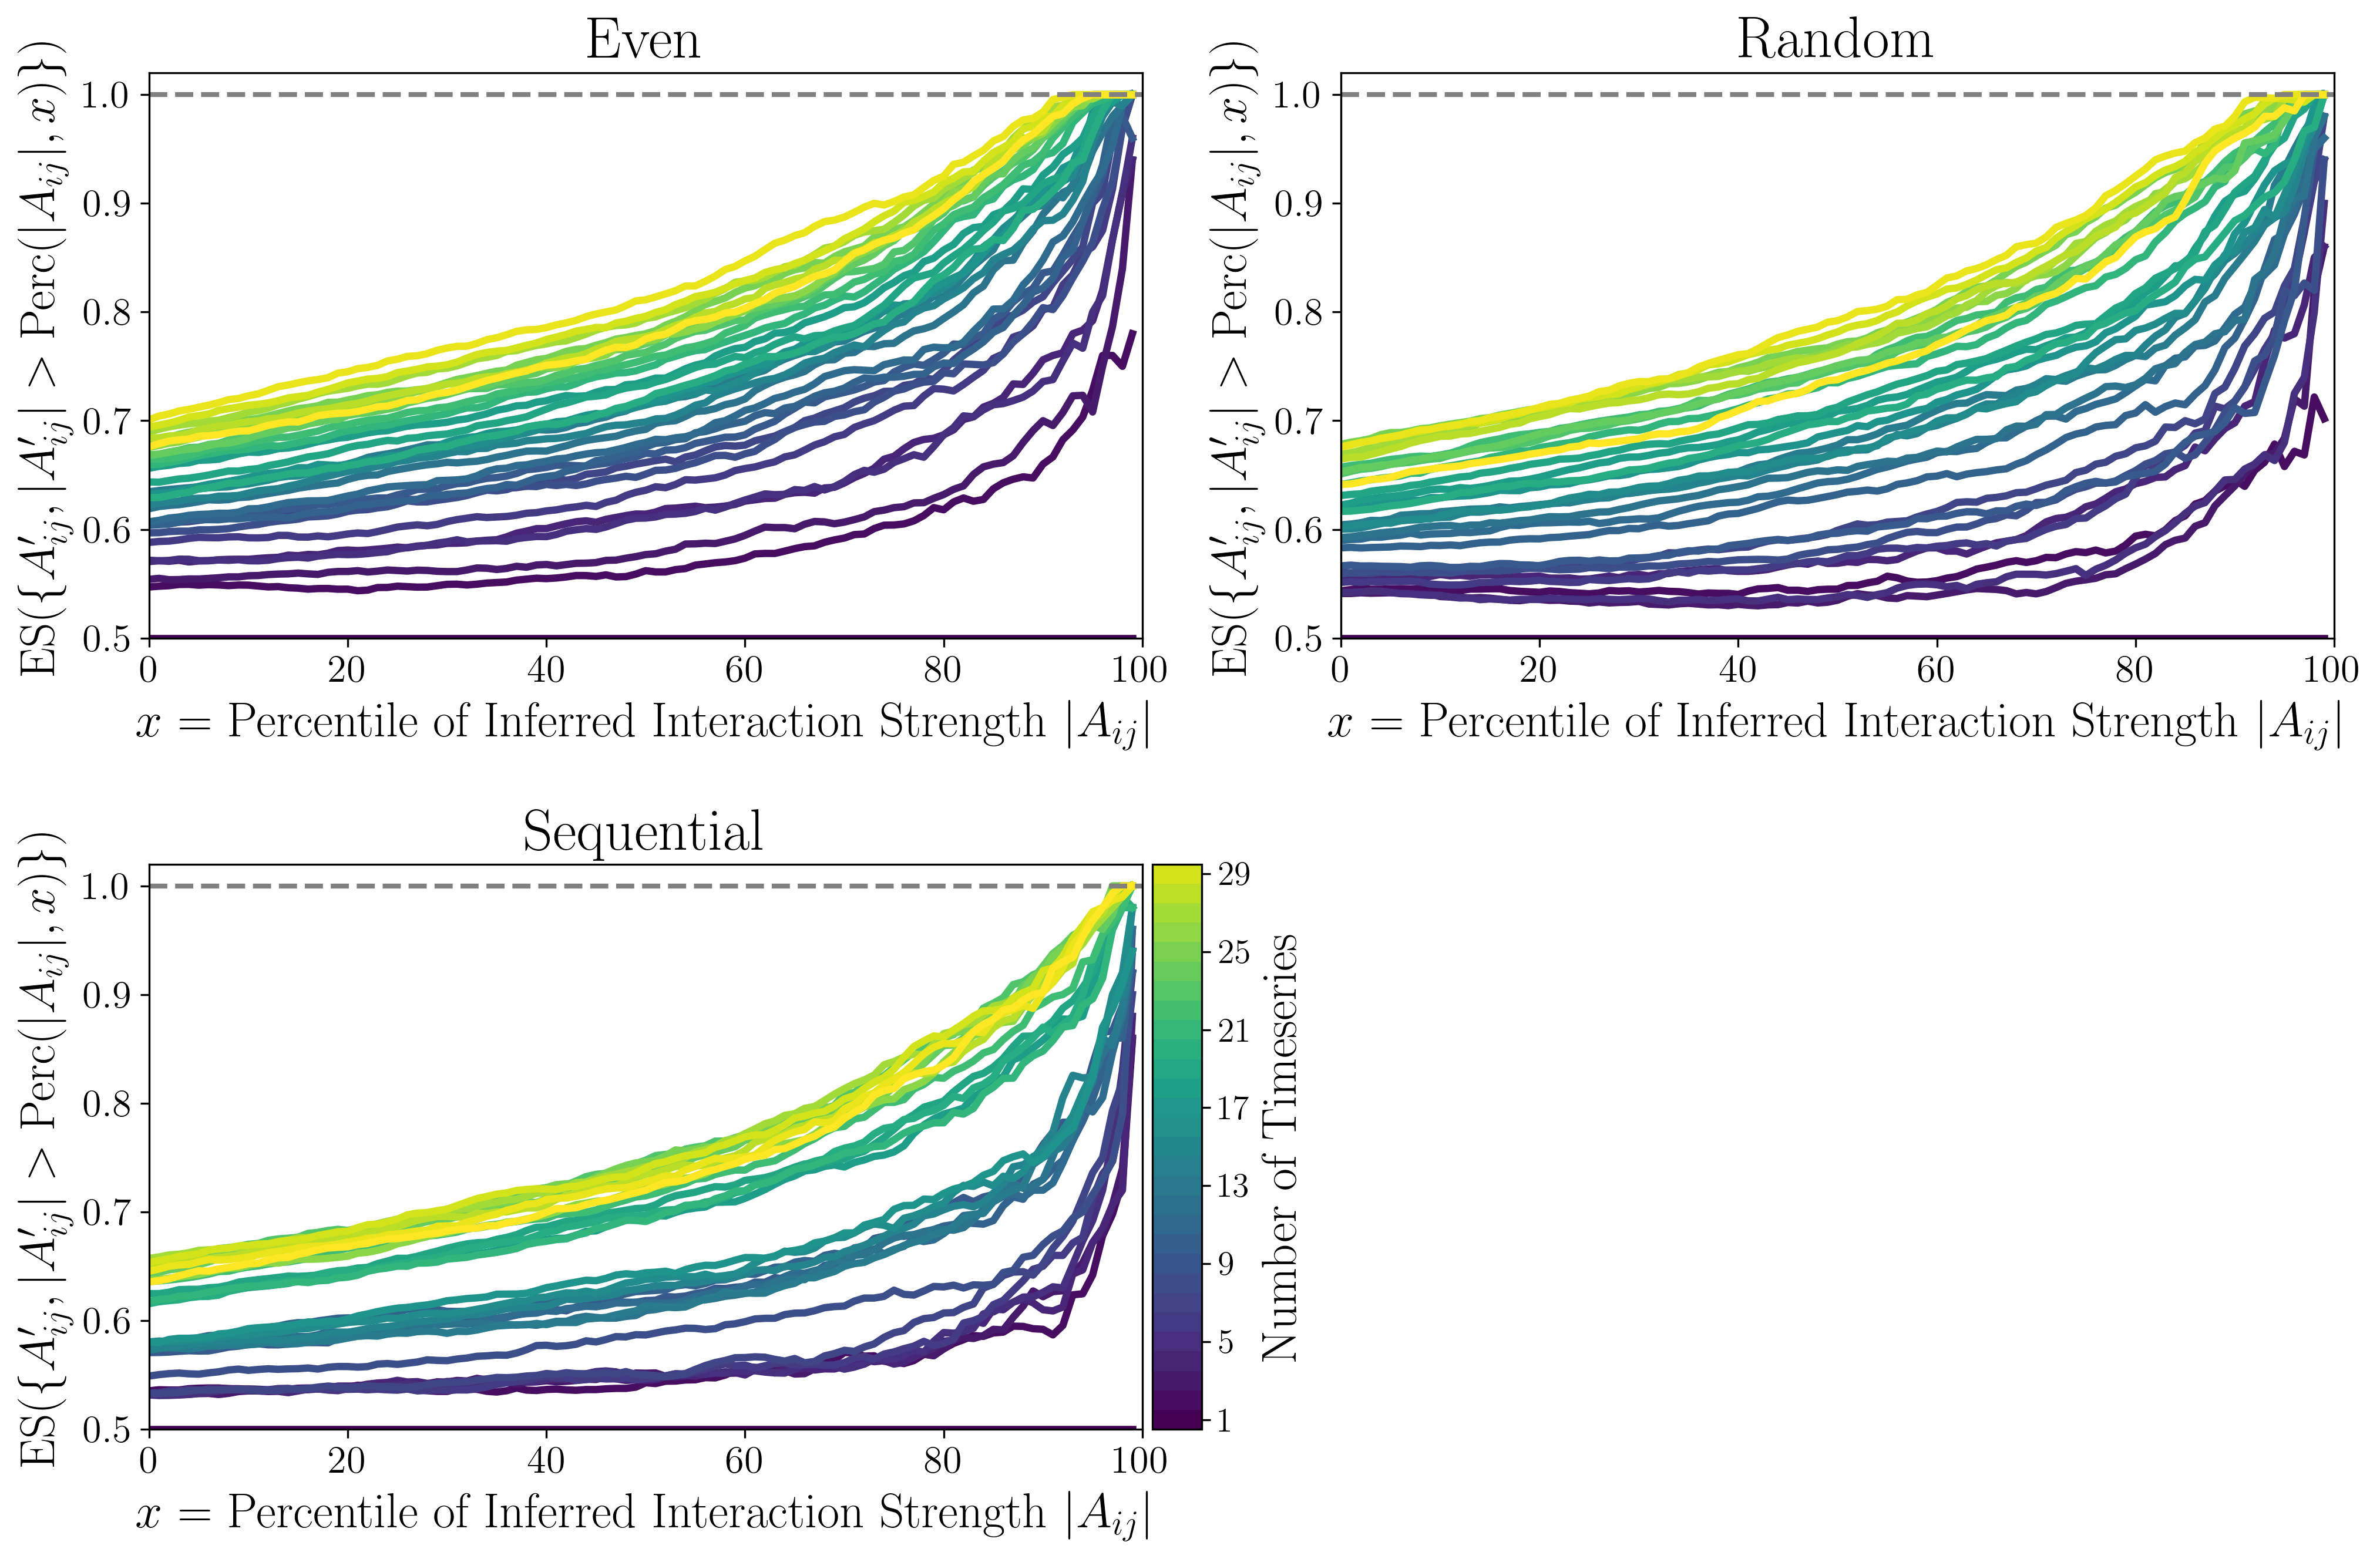 Even
ES({A′ij, |A′ij| > Perc(|Aij|, x)})
1.0
0.9
0.8
0.7
0.6
0.5
0 20 40 60 80 100
x = Percentile of Inferred Interaction Strength |Aij|
Random
ES({A′ij, |A′ij| > Perc(|Aij|, x)})
1.0
0.9
0.8
0.7
0.6
0.5
0 20 40 60 80 100
x = Percentile of Inferred Interaction Strength |Aij|
Sequential
ES({A′ij, |A′ij| > Perc(|Aij|, x)})
1.0
0.9
0.8
0.7
0.6
0.5
0 20 40 60 80 100
x = Percentile of Inferred Interaction Strength |Aij|
29
25
21
17
13
9
5
1
Number of Timeseries